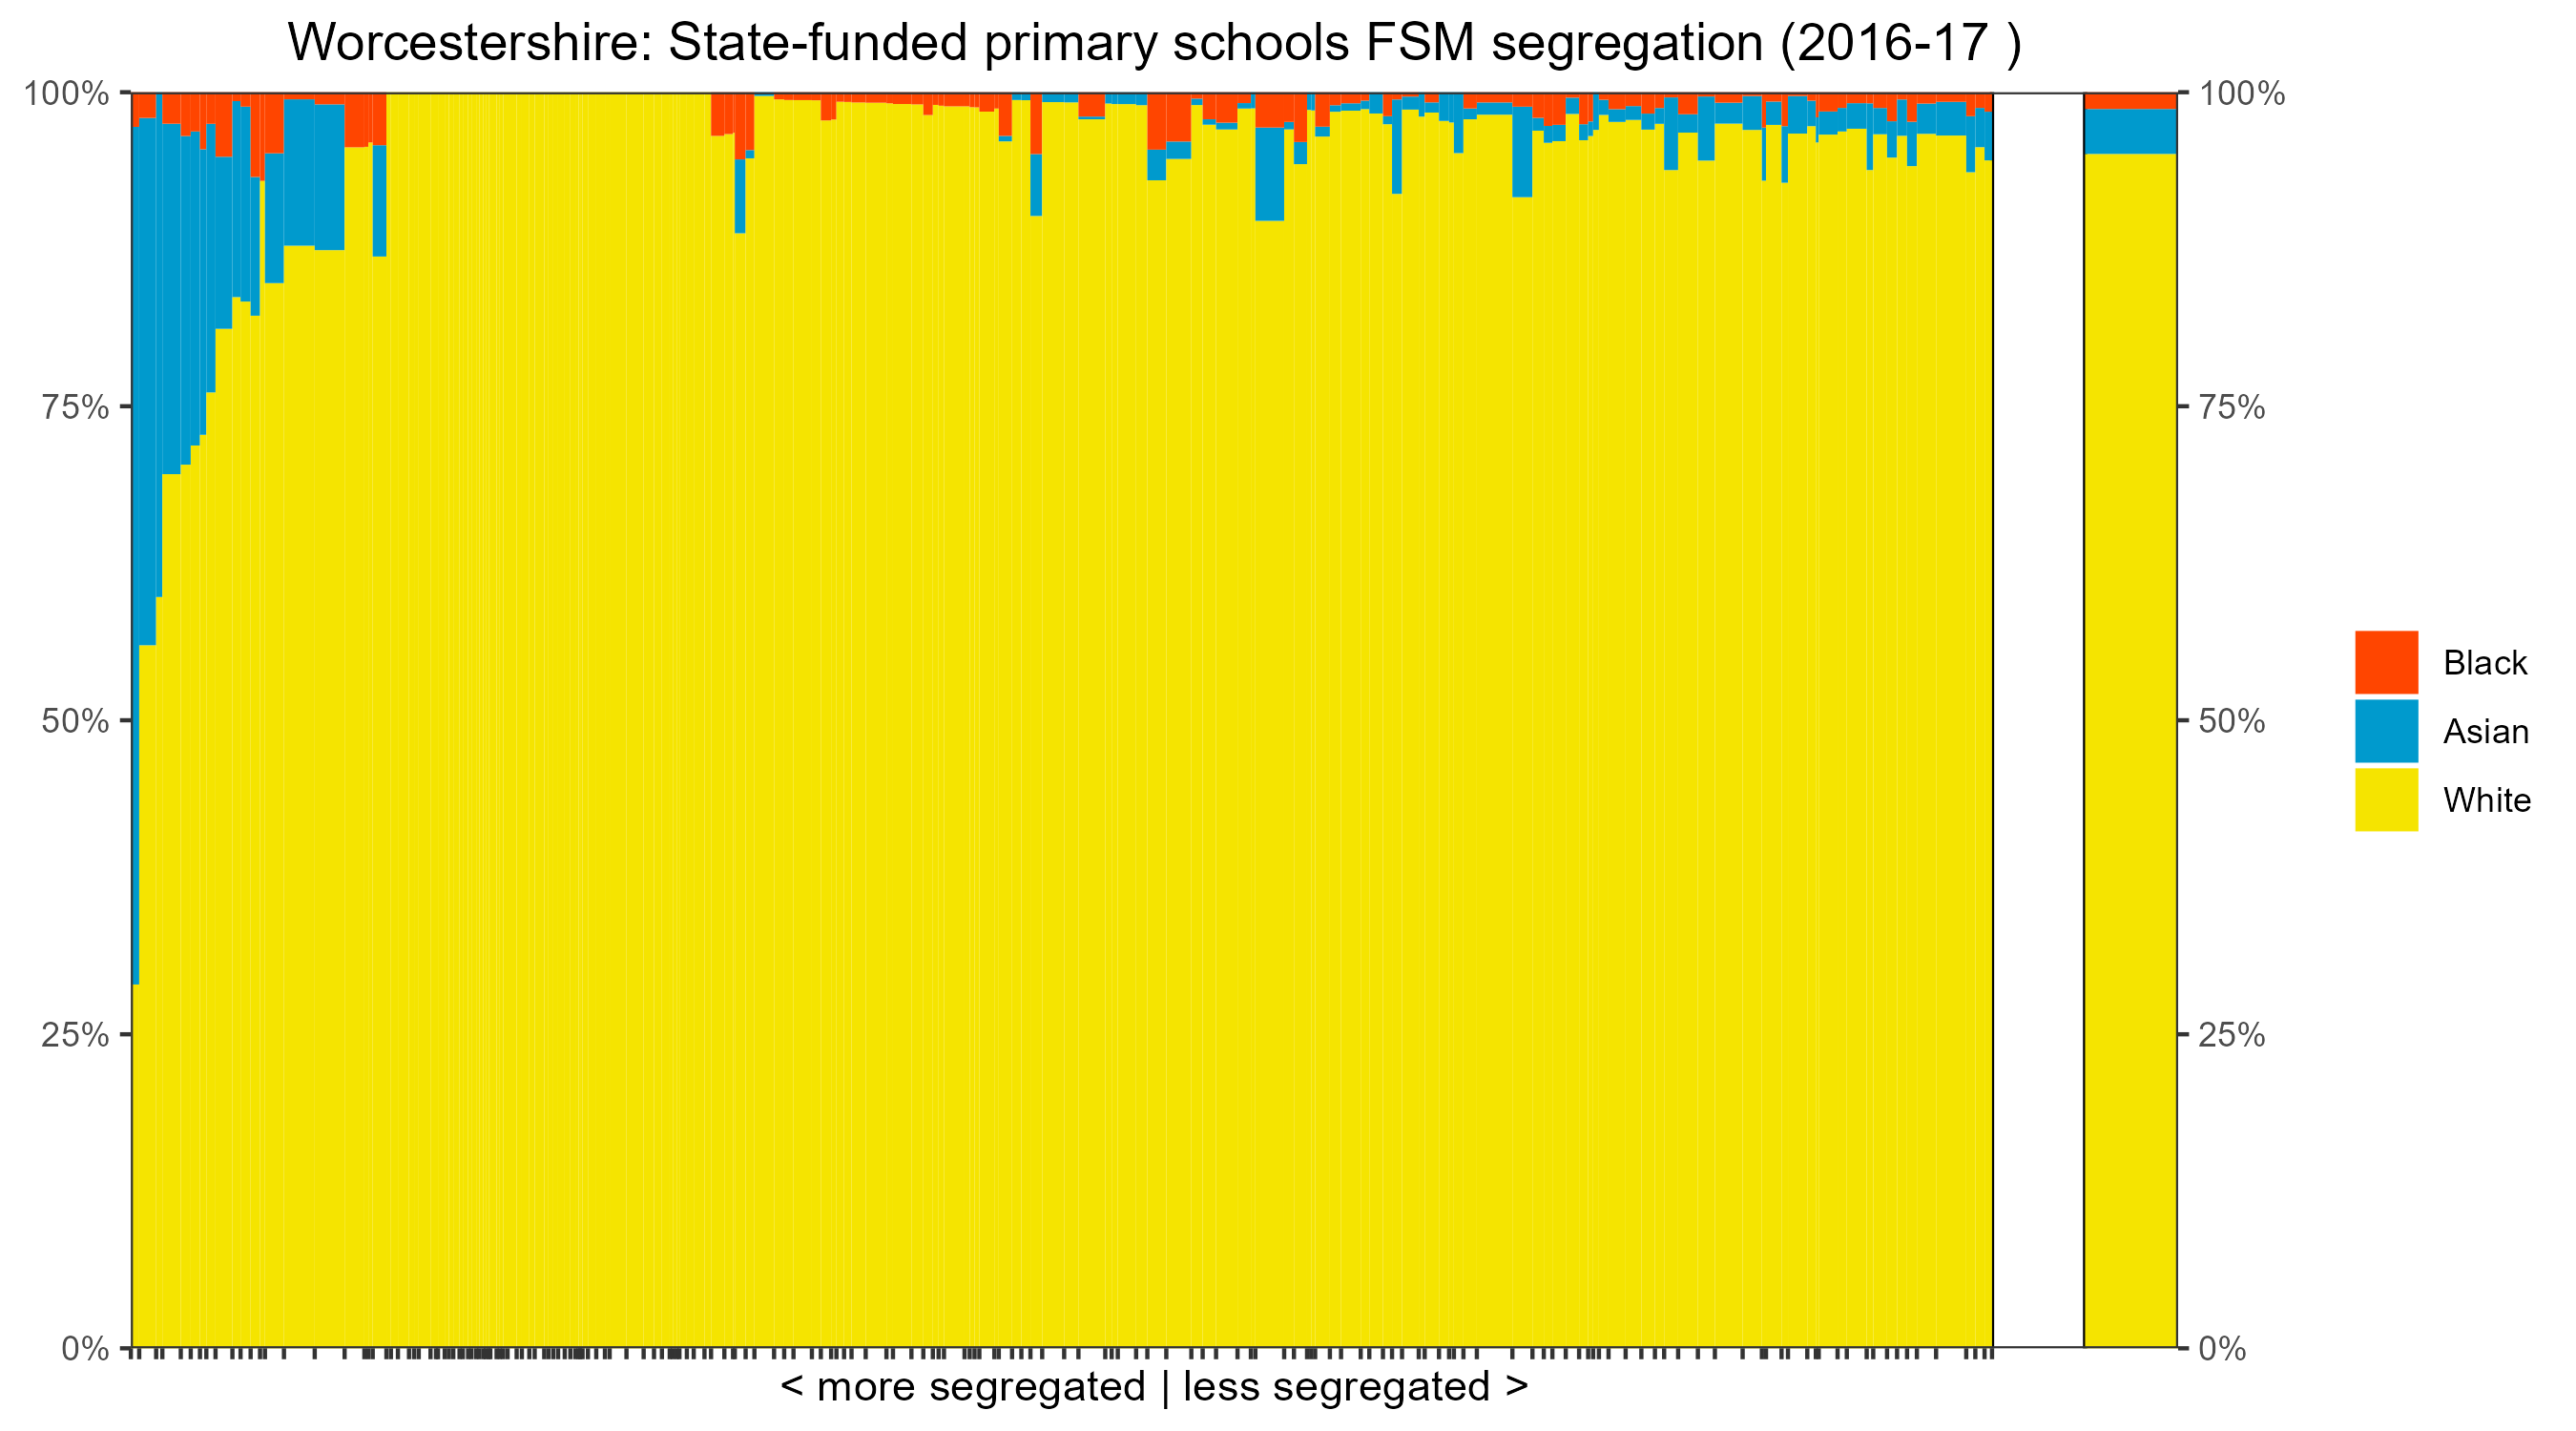 Worcestershire: State-funded primary schools FSM segregation (2016-17 )
100%
75%
50%
25%
0%
100%
75%
50%
25%
0%
Black
Asian
White
< more segregated | less segregated >